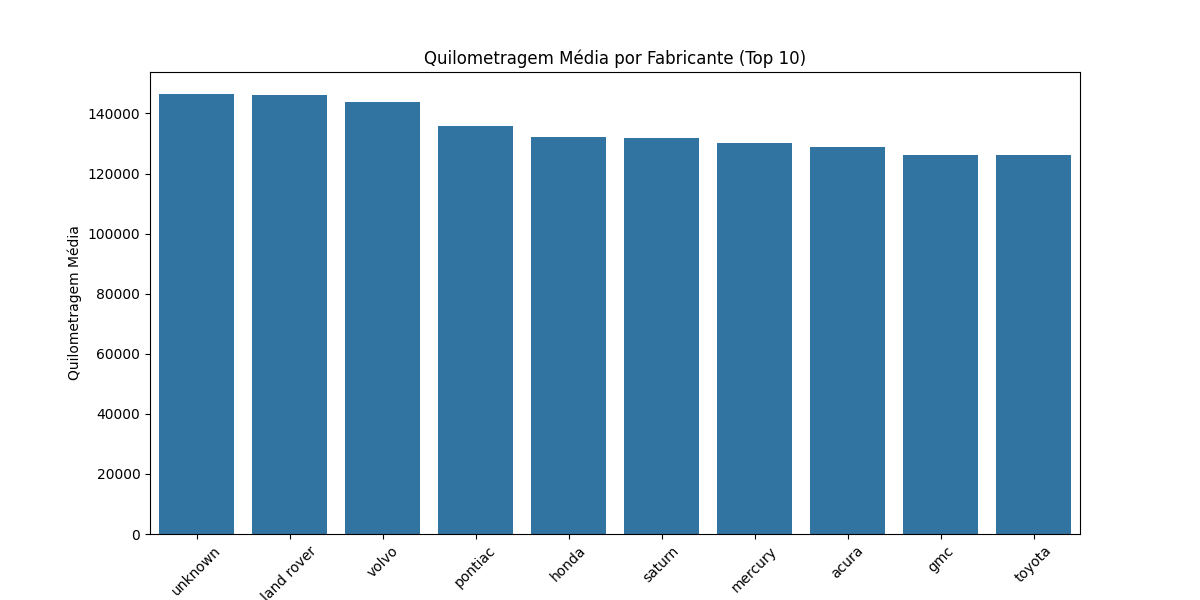 Quilometragem Média por Fabricante (Top 10)
Quilometragem Média
140000
120000
100000
80000
60000
40000
20000
0
unknown
land rover
volvo
pontiac
honda
saturn
mercury
acura
gmc
toyota